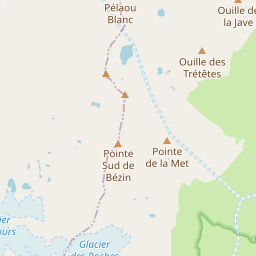 Pélaou
Blanc
Ouille de
la Jave
Ouille des
Trétêtes
Pointe
Sud de
Bézin
Pointe
de la Met
Glacier
des Roches